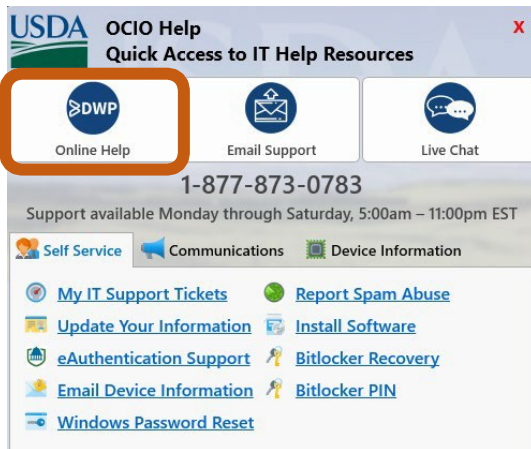 USDA OCIO Help X
Quick Access to IT Help Resources
DWP
Online Help Email Support Live Chat
1-877-873-0783
Support available Monday through Saturday, 5:00am – 11:00pm EST
Self Service Communications Device Information
My IT Support Tickets Report Spam Abuse
Update Your Information Install Software
eAuthentication Support Bitlocker Recovery
Email Device Information Bitlocker PIN
Windows Password Reset